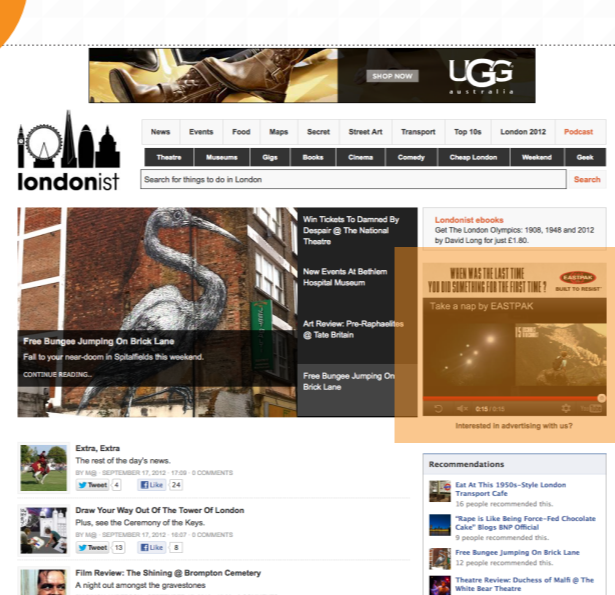 SHOP NOW
UGG
australia
londonist
News Events Food Maps Secret Street Art Transport Top 10s London 2012 Podcast
Theatre Museums Gigs Books Cinema Comedy Cheap London Weekend Geek
Search for things to do in London Search
Win Tickets To Damned By
Despair @ The National
Theatre
New Events At Bethlem
Hospital Museum
Art Review: Pre-Raphaelites
@ Tate Britain
Free Bungee Jumping On
Brick Lane
Free Bungee Jumping On Brick Lane
Fall to your near-doom in Spitalfields this weekend.
CONTINUE READING...
Londonist ebooks
Get The London Olympics: 1908, 1948 and 2012
by David Long for just £1.80.
WHEN WAS THE LAST TIME
YOU DID SOMETHING FOR THE FIRST TIME?
EASTPAK
BUILT TO RESIST
Take a nap by EASTPAK
0:15 / 0:15
Interested in advertising with us?
Extra, Extra
The rest of the day's news.
BY M@ · SEPTEMBER 17, 2012 · 17:09 · 0 COMMENTS
Tweet 4 Like 24
Draw Your Way Out Of The Tower Of London
Plus, see the Ceremony of the Keys.
BY M@ · SEPTEMBER 17, 2012 · 16:07 · 0 COMMENTS
Tweet 13 Like 8
Film Review: The Shining @ Brompton Cemetery
A night out amongst the gravestones
Recommendations
Eat At This 1950s-Style London
Transport Cafe
16 people recommended this.
"Rape is Like Being Force-Fed Chocolate
Cake" Blogs BNP Official
9 people recommended this.
Free Bungee Jumping On Brick Lane
12 people recommended this.
Theatre Review: Duchess of Malfi @ The
White Bear Theatre